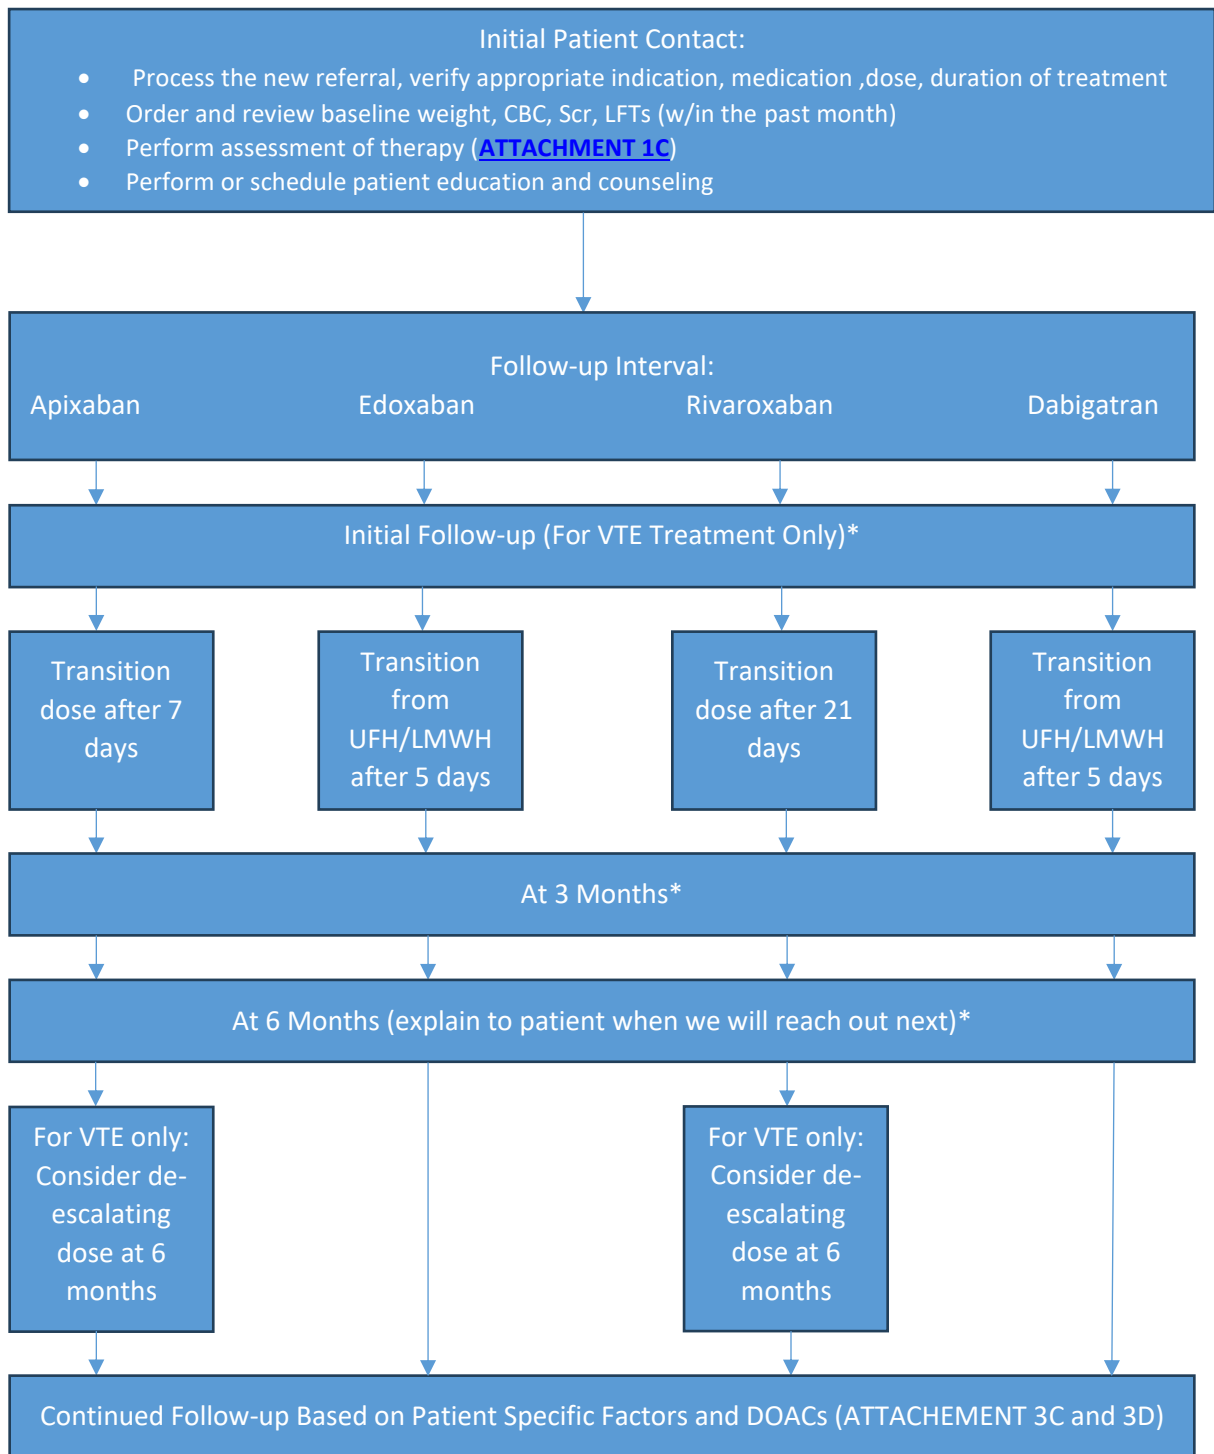 Initial Patient Contact:
• Process the new referral, verify appropriate indication, medication ,dose, duration of treatment
• Order and review baseline weight, CBC, Scr, LFTs (w/in the past month)
• Perform assessment of therapy (ATTACHMENT 1C)
• Perform or schedule patient education and counseling
Follow-up Interval:
Apixaban Edoxaban Rivaroxaban Dabigatran
Initial Follow-up (For VTE Treatment Only)*
Transition
dose after 7
days
Transition
from
UFH/LMWH
after 5 days
Transition
dose after 21
days
Transition
from
UFH/LMWH
after 5 days
At 3 Months*
At 6 Months (explain to patient when we will reach out next)*
For VTE only:
Consider de-
escalating
dose at 6
months
For VTE only:
Consider de-
escalating
dose at 6
months
Continued Follow-up Based on Patient Specific Factors and DOACs (ATTACHEMENT 3C and 3D)